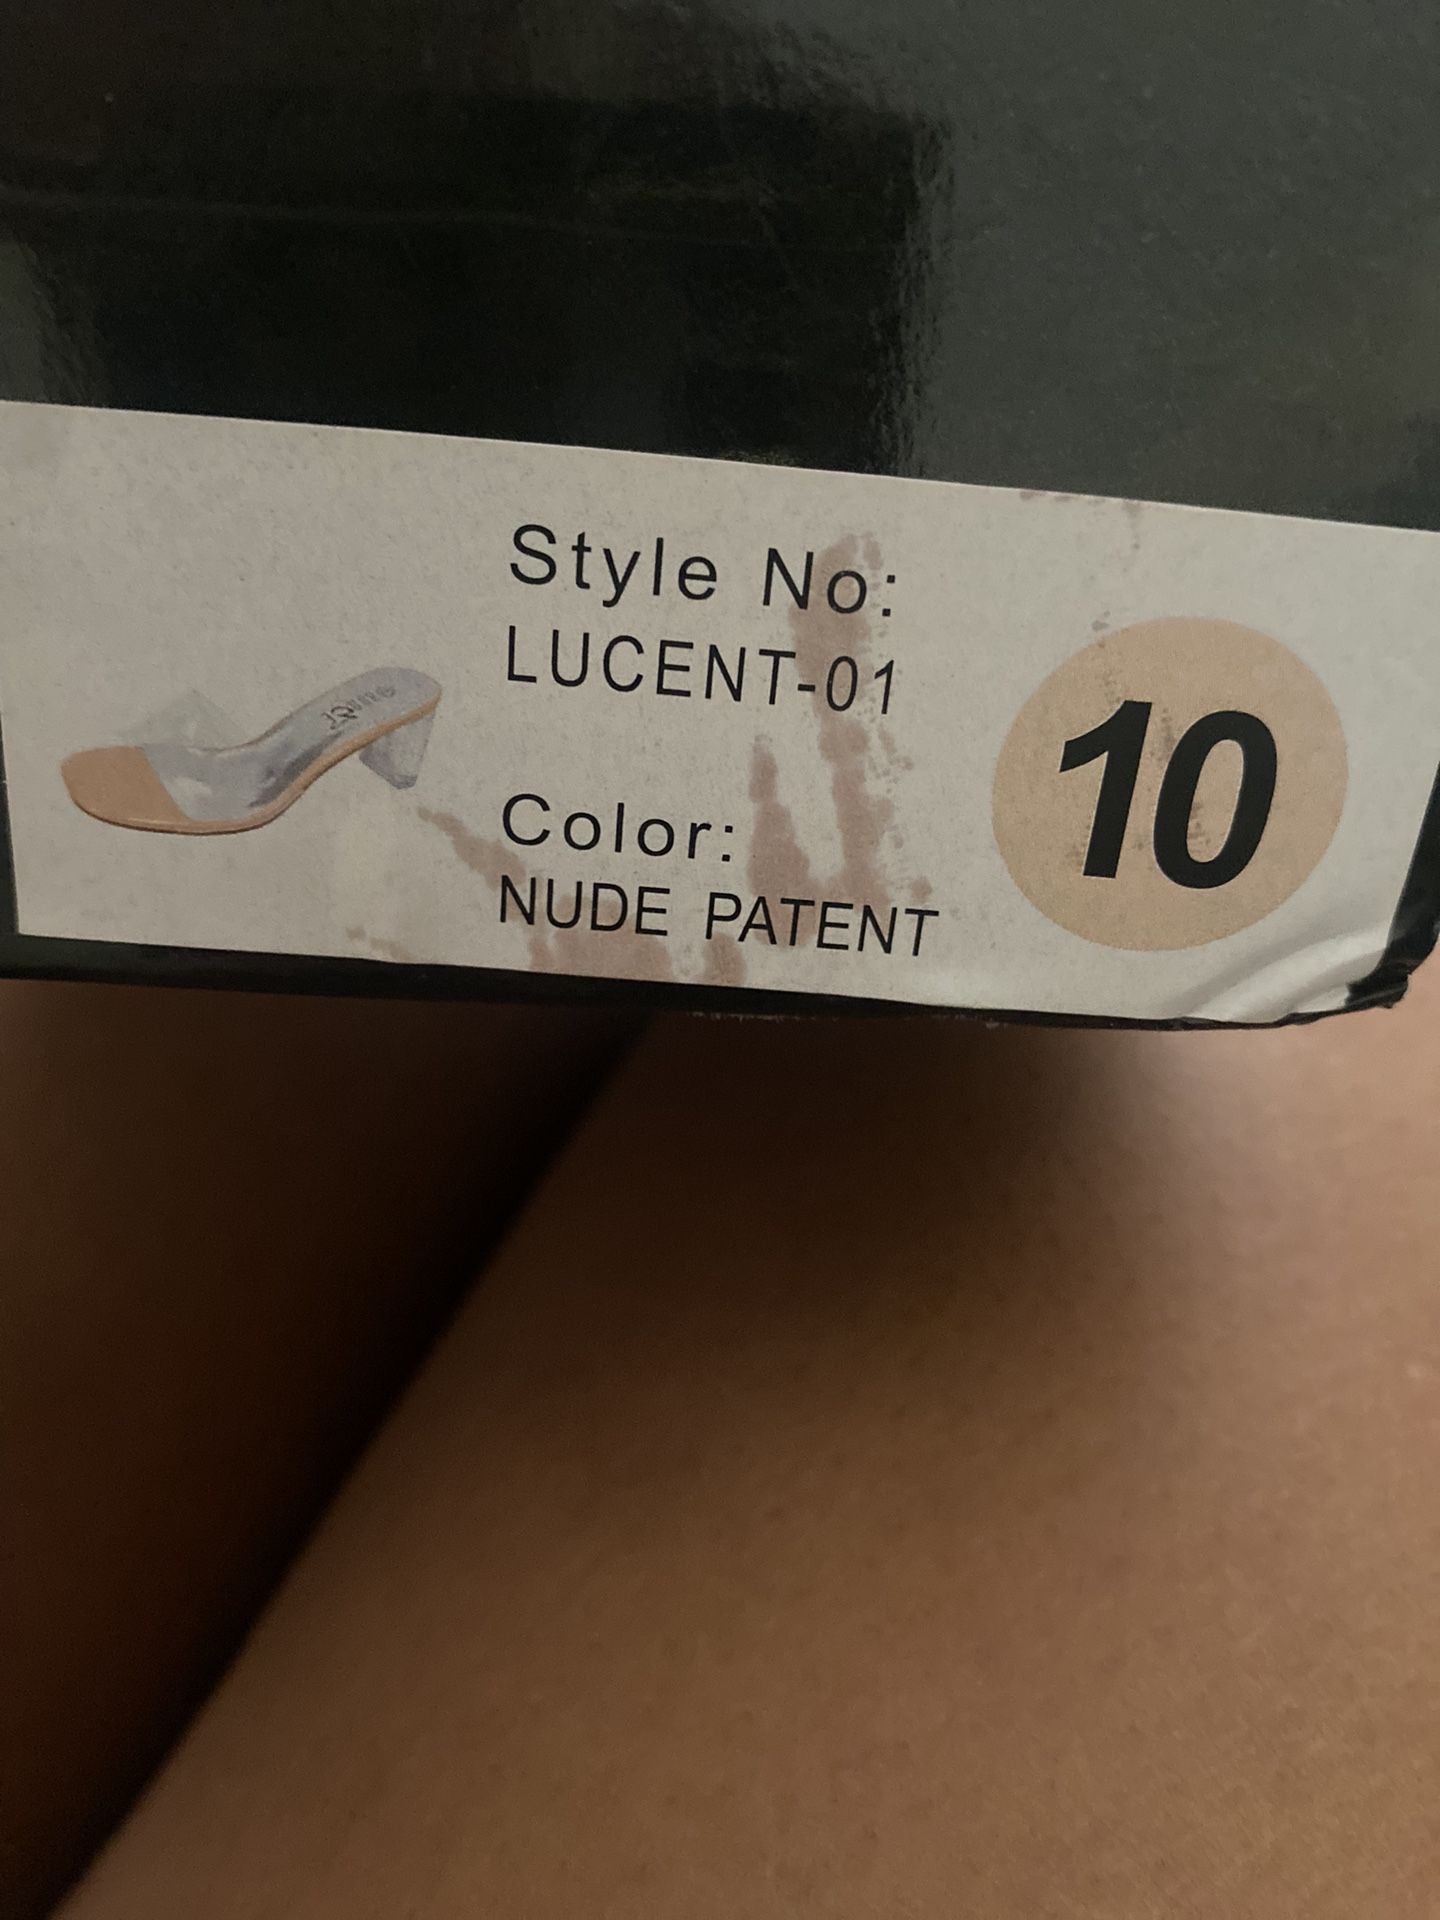 Style No:
LUCENT-01
Color:
NUDE PATENT
10